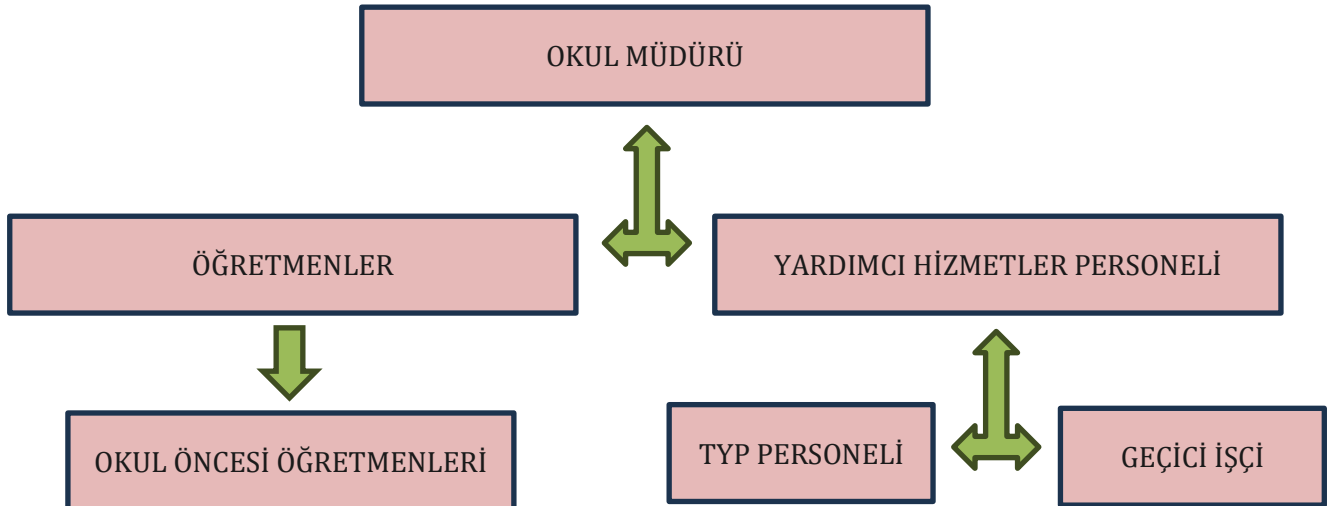 OKUL MÜDÜRÜ
ÖĞRETMENLER
YARDIMCI HİZMETLER PERSONELİ
OKUL ÖNCESİ ÖĞRETMENLERİ
TYP PERSONELİ
GEÇİCİ İŞÇİ